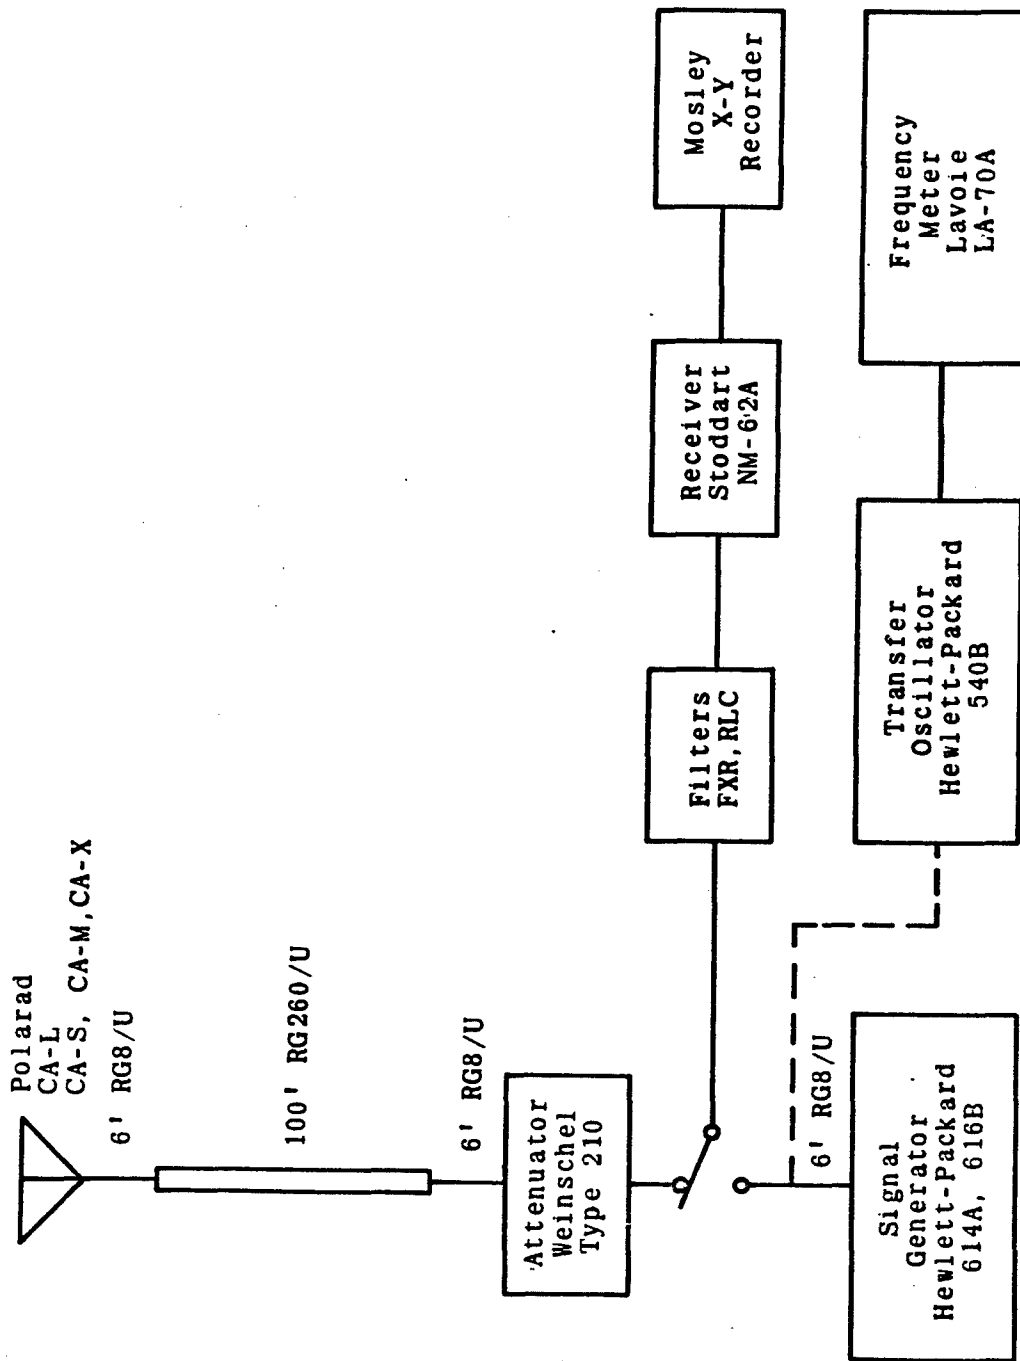 Polarad
CA-L
CA-S, CA-M, CA-X
6' RG8/U
100' RG260/U
6' RG8/U
Attenuator
Weinschel
Type 210
Filters
FXR, RLC
Receiver
Stoddart
NM-62A
Mosley
X-Y
Recorder
6' RG8/U
Signal
Generator
Hewlett-Packard
614A, 616B
Transfer
Oscillator
Hewlett-Packard
540B
Frequency
Meter
Lavoie
LA-70A